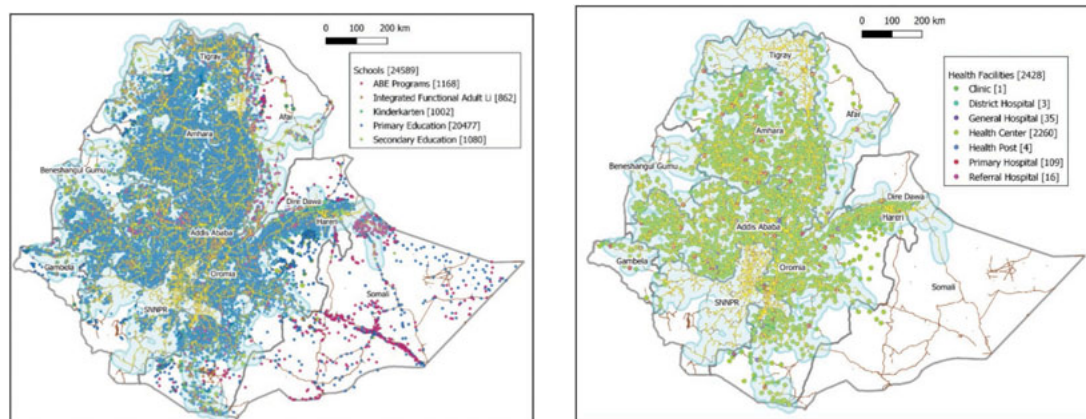 0 100 200 km
Schools [24589]
ABE Programs [1168]
Integrated Functional Adult Li [862]
Kinderkarten [1002]
Primary Education [20477]
Secondary Education [1080]
Tigray
Afar
Amhara
Beneshangul Gumu
Dire Dawa
Hareri
Addis Ababa
Gambela
Oromia
SNNPR
Somali
0 100 200 km
Health Facilities [2428]
Clinic [1]
District Hospital [3]
General Hospital [35]
Health Center [2260]
Health Post [4]
Primary Hospital [109]
Referral Hospital [16]
Tigray
Afar
Amhara
Beneshangul Gumu
Dire Dawa
Hareri
Addis Ababa
Gambela
Oromia
SNNPR
Somali